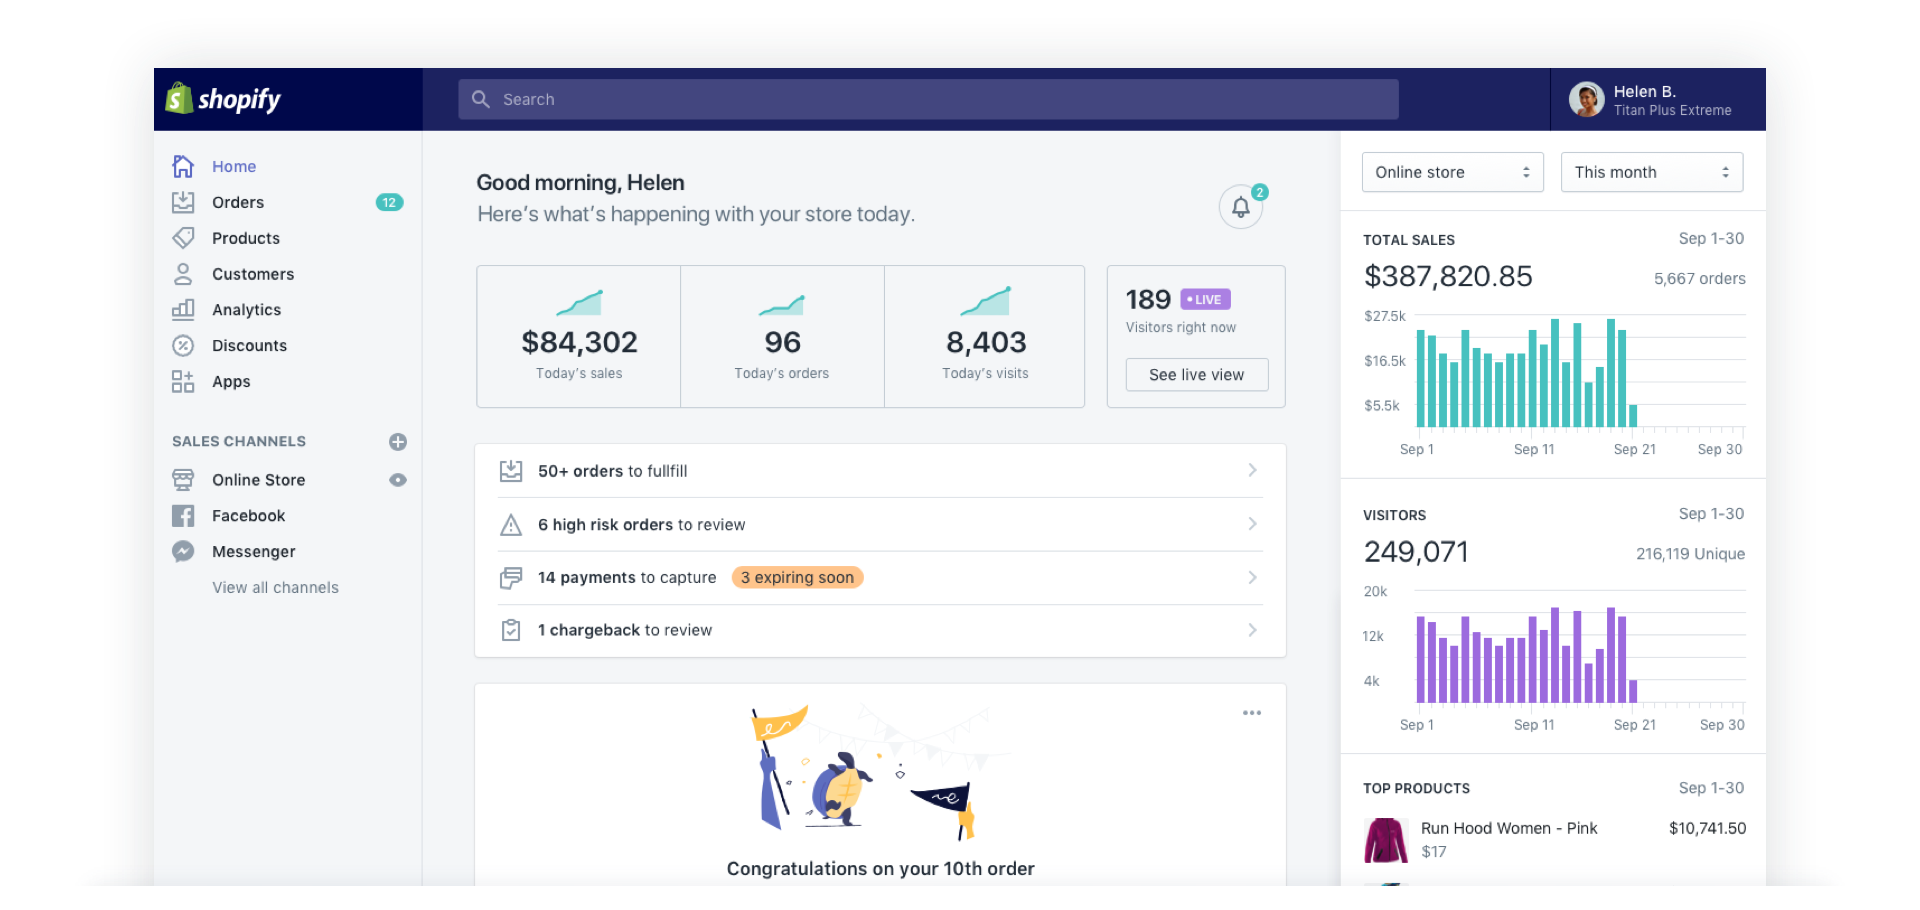 shopify
Search
Helen B.
Titan Plus Extreme
Home
Orders
12
Products
Customers
Analytics
Discounts
Apps
SALES CHANNELS
Online Store
Facebook
Messenger
View all channels
Good morning, Helen
Here's what's happening with your store today.
2
$84,302
Today's sales
96
Today's orders
8,403
Today's visits
189 • LIVE
Visitors right now
See live view
50+ orders to fullfill
6 high risk orders to review
14 payments to capture 3 expiring soon
1 chargeback to review
Congratulations on your 10th order
Online store
This month
TOTAL SALES Sep 1-30
$387,820.85 5,667 orders
$27.5k
$16.5k
$5.5k
Sep 1 Sep 11 Sep 21 Sep 30
VISITORS Sep 1-30
249,071 216,119 Unique
20k
12k
4k
Sep 1 Sep 11 Sep 21 Sep 30
TOP PRODUCTS Sep 1-30
Run Hood Women - Pink $10,741.50
$17